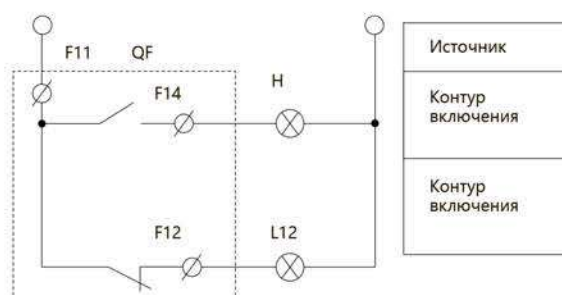 F11 QF
F14
H
F12
L12
Источник
Контур
включения
Контур
включения